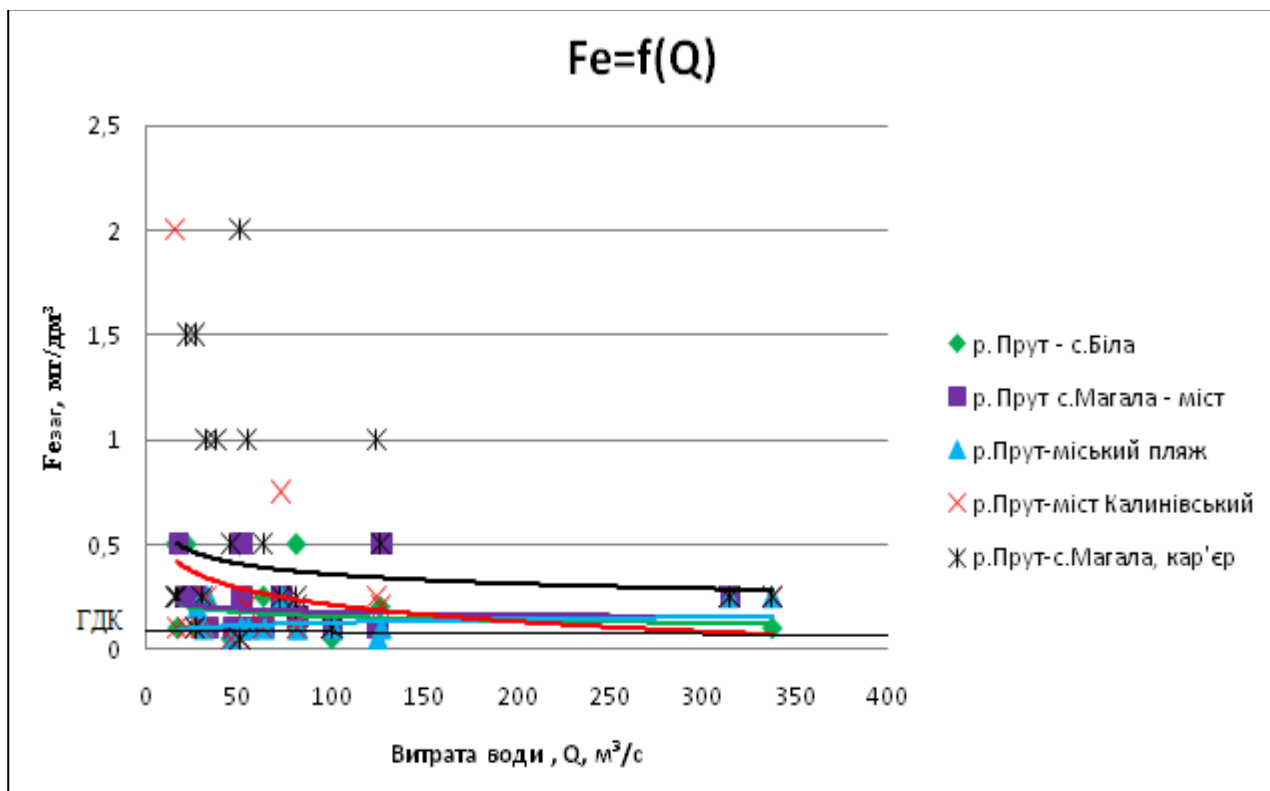 Fe=f(Q)
2,5
2
1,5
1
0,5
ГДК
0
Feзаг, мг/дм³
0 50 100 150 200 250 300 350 400
Витрата води , Q, м³/с
р. Прут - с.Біла
р. Прут с.Магала - міст
р.Прут-міський пляж
р.Прут-міст Калинівський
р.Прут-с.Магала, кар'єр